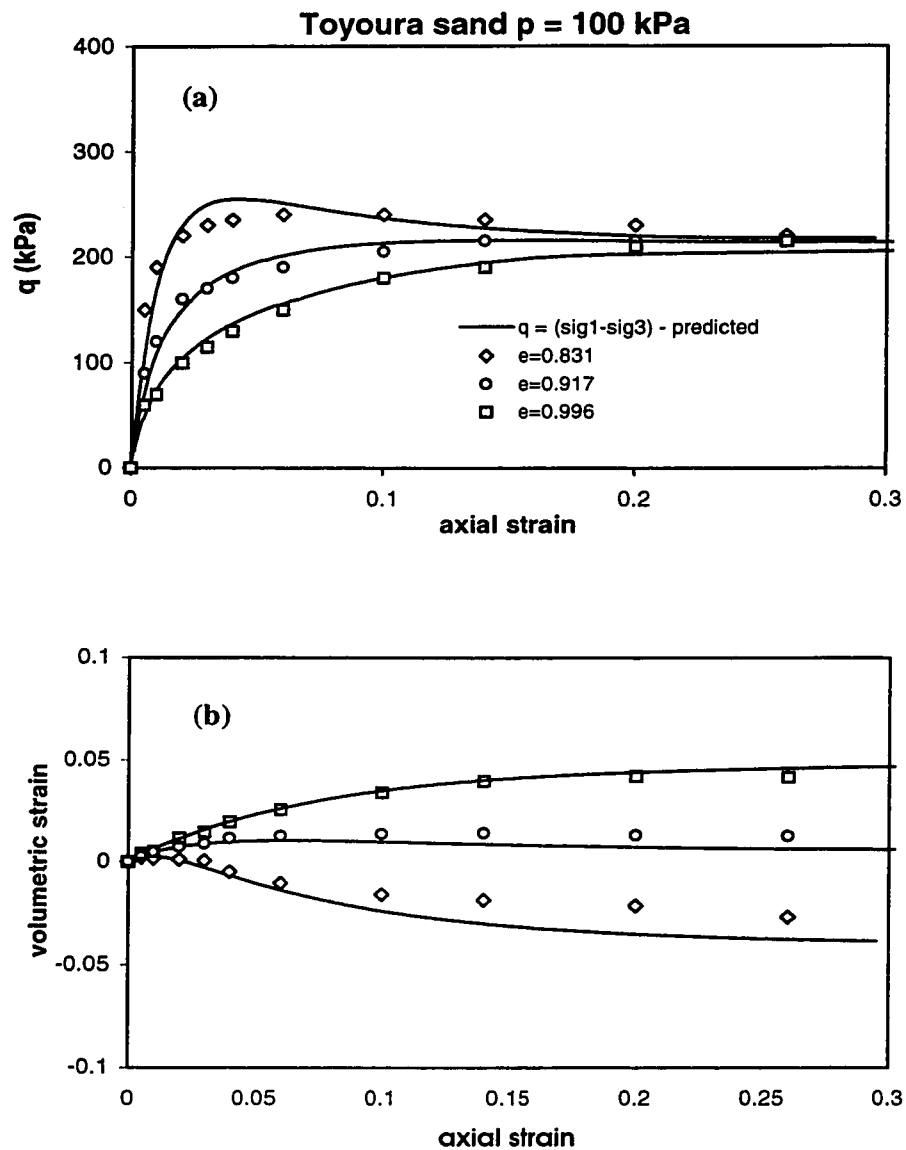 Toyoura sand p = 100 kPa
400
(a)
300
q (kPa)
200
q = (sig1-sig3) - predicted
e=0.831
100
e=0.917
e=0.996
0
0 0.1 0.2 0.3
axial strain
0.1
(b)
0.05
volumetric strain
0
-0.05
-0.1
0 0.05 0.1 0.15 0.2 0.25 0.3
axial strain